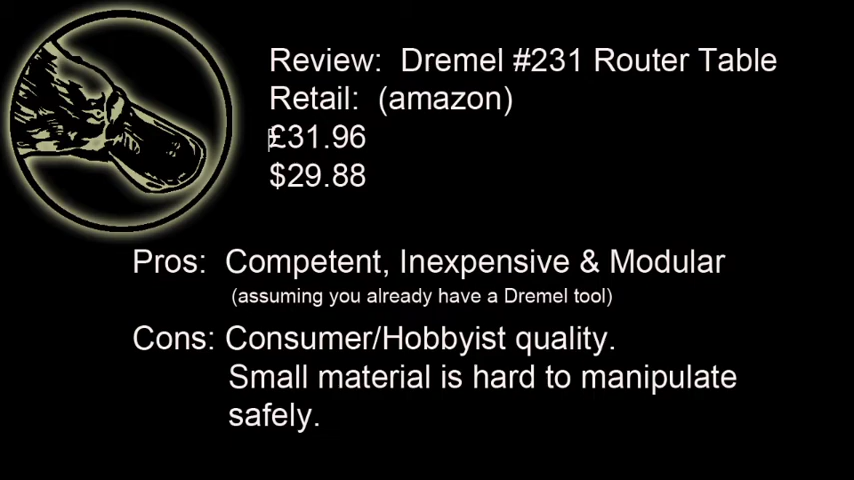 Review: Dremel #231 Router Table
Retail: (amazon)
£31.96
$29.88
Pros: Competent, Inexpensive & Modular
(assuming you already have a Dremel tool)
Cons: Consumer/Hobbyist quality.
Small material is hard to manipulate
safely.